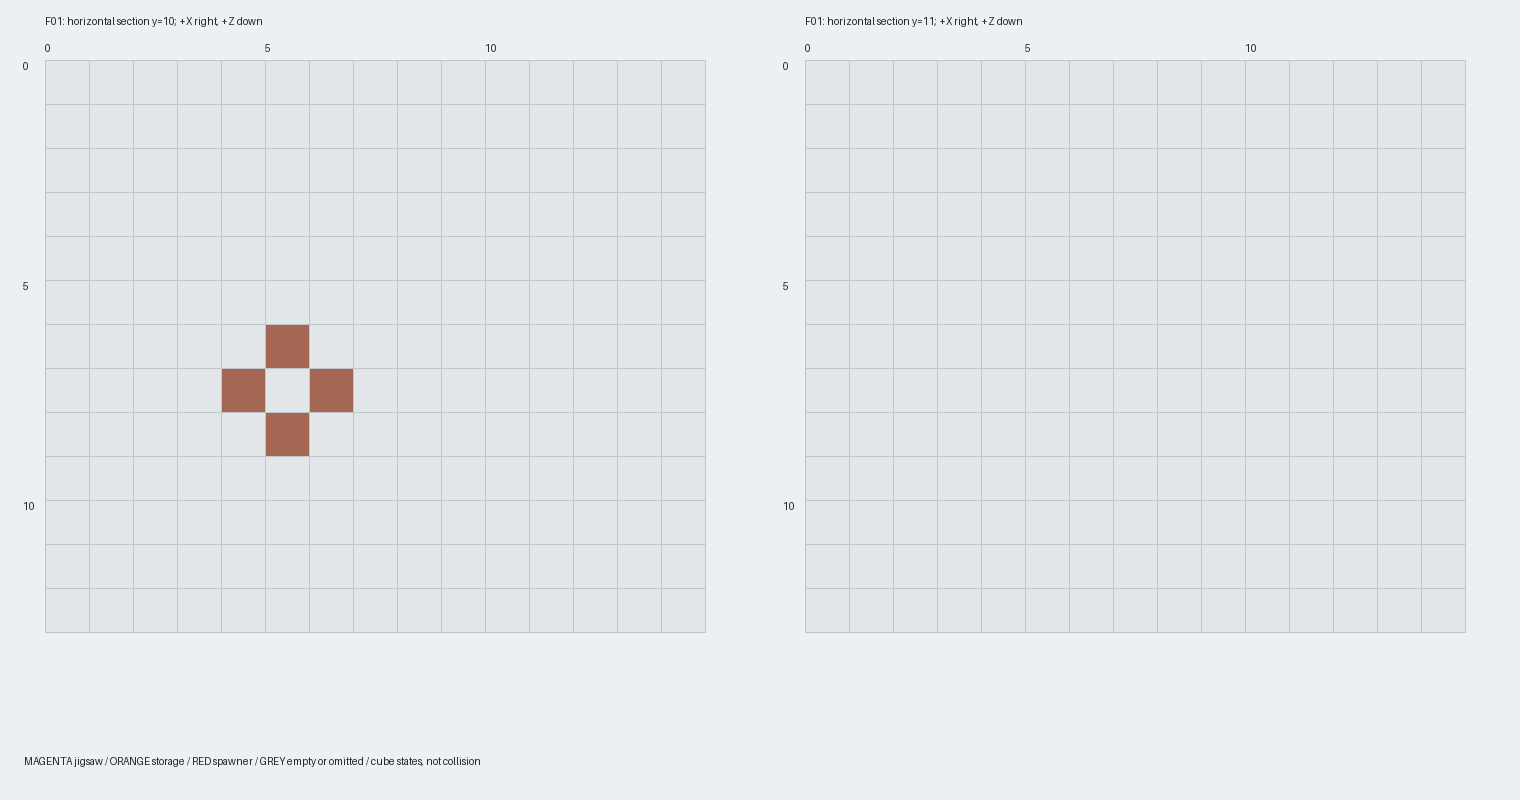 F01: horizontal section y=10; +X right, +Z down
F01: horizontal section y=11; +X right, +Z down
0 5 10
0 5 10
0
0
5
5
10
10
MAGENTA jigsaw / ORANGE storage / RED spawner / GREY empty or omitted / cube states, not collision